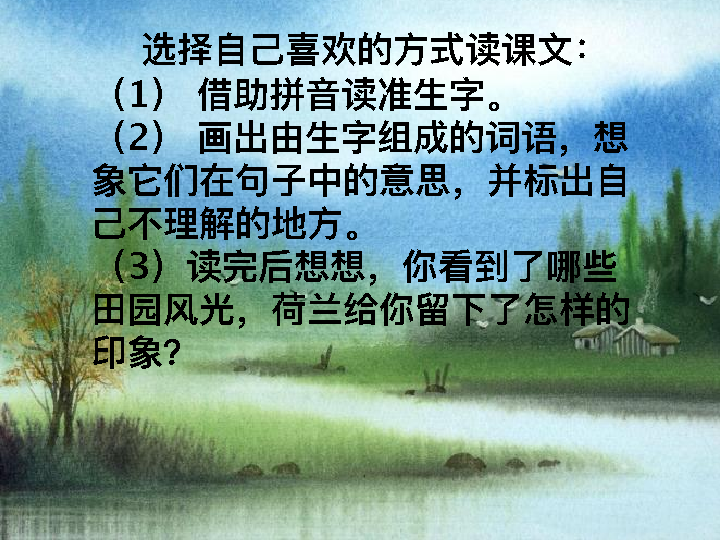 选择自己喜欢的方式读课文：
（1） 借助拼音读准生字。
（2） 画出由生字组成的词语，想
象它们在句子中的意思，并标出自
己不理解的地方。
（3）读完后想想，你看到了哪些
田园风光，荷兰给你留下了怎样的
印象？